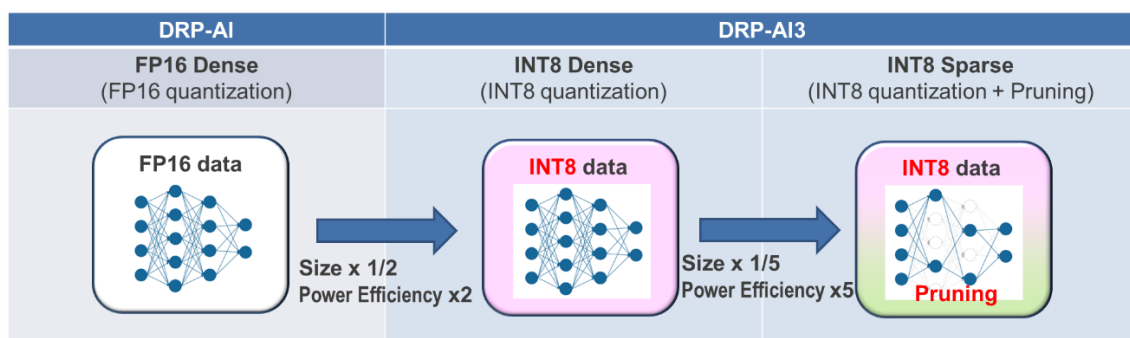 DRP-AI
DRP-AI3
FP16 Dense
(FP16 quantization)
INT8 Dense
(INT8 quantization)
INT8 Sparse
(INT8 quantization + Pruning)
FP16 data
INT8 data
INT8 data
Size x 1/2
Power Efficiency x2
Size x 1/5
Power Efficiency x5
Pruning